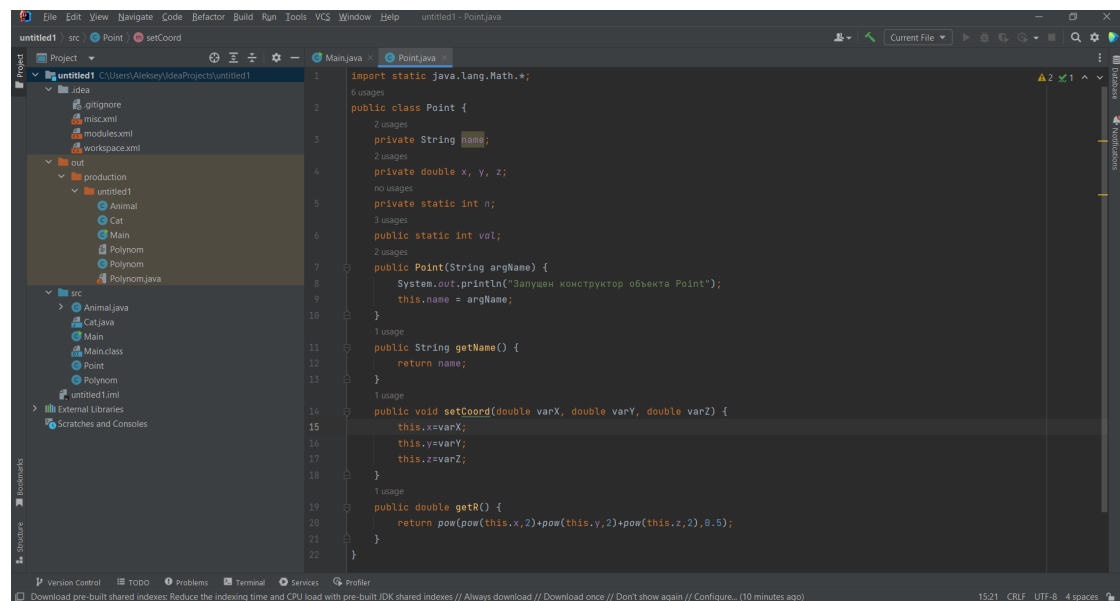 File Edit View Navigate Code Refactor Build Run Tools VCS Window Help untitled1 - Point.java
untitled1 src Point setCoord Current File
Project Project Main.java Point.java
untitled1 C:\Users\Aleksey\IdeaProjects\untitled1
.idea
.gitignore
misc.xml
modules.xml
workspace.xml
out
production
untitled1
Animal
Cat
Main
Polynom
Polynom
Polynom.java
src
Animal.java
Cat.java
Main
Main.class
Point
Polynom
untitled1.iml
External Libraries
Scratches and Consoles
1 import static java.lang.Math.*;
6 usages
2 public class Point {
2 usages
3 private String name;
2 usages
4 private double x, y, z;
no usages
5 private static int n;
3 usages
6 public static int val;
2 usages
7 public Point(String argName) {
8 System.out.println("Запущен конструктор объекта Point");
9 this.name = argName;
10 }
1 usage
11 public String getName() {
12 return name;
13 }
1 usage
14 public void setCoord(double varX, double varY, double varZ) {
15 this.x=varX;
16 this.y=varY;
17 this.z=varZ;
18 }
1 usage
19 public double getR() {
20 return pow(pow(this.x,2)+pow(this.y,2)+pow(this.z,2),0.5);
21 }
22 }
2 1
Database
Notifications
Bookmarks
Structure
Version Control TODO Problems Terminal Services Profiler
Download pre-built shared indexes: Reduce the indexing time and CPU load with pre-built JDK shared indexes // Always download // Download once // Don't show again // Configure... (10 minutes ago) 15:21 CRLF UTF-8 4 spaces